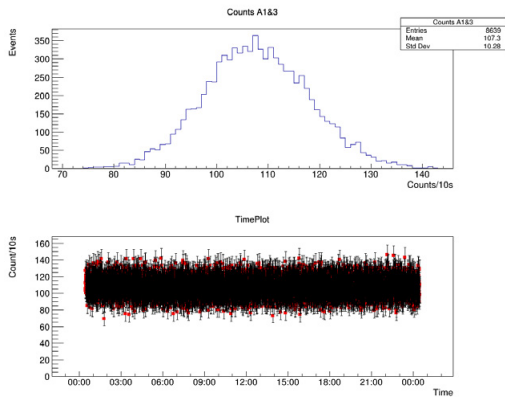 Counts A1&3
Counts A1&3
Entries 8639
Mean 107.3
Std Dev 10.28
Events
350
300
250
200
150
100
50
0
70 80 90 100 110 120 130 140
Counts/10s
TimePlot
Count/10s
160
140
120
100
80
60
40
20
0
00:00 03:00 06:00 09:00 12:00 15:00 18:00 21:00 00:00
Time